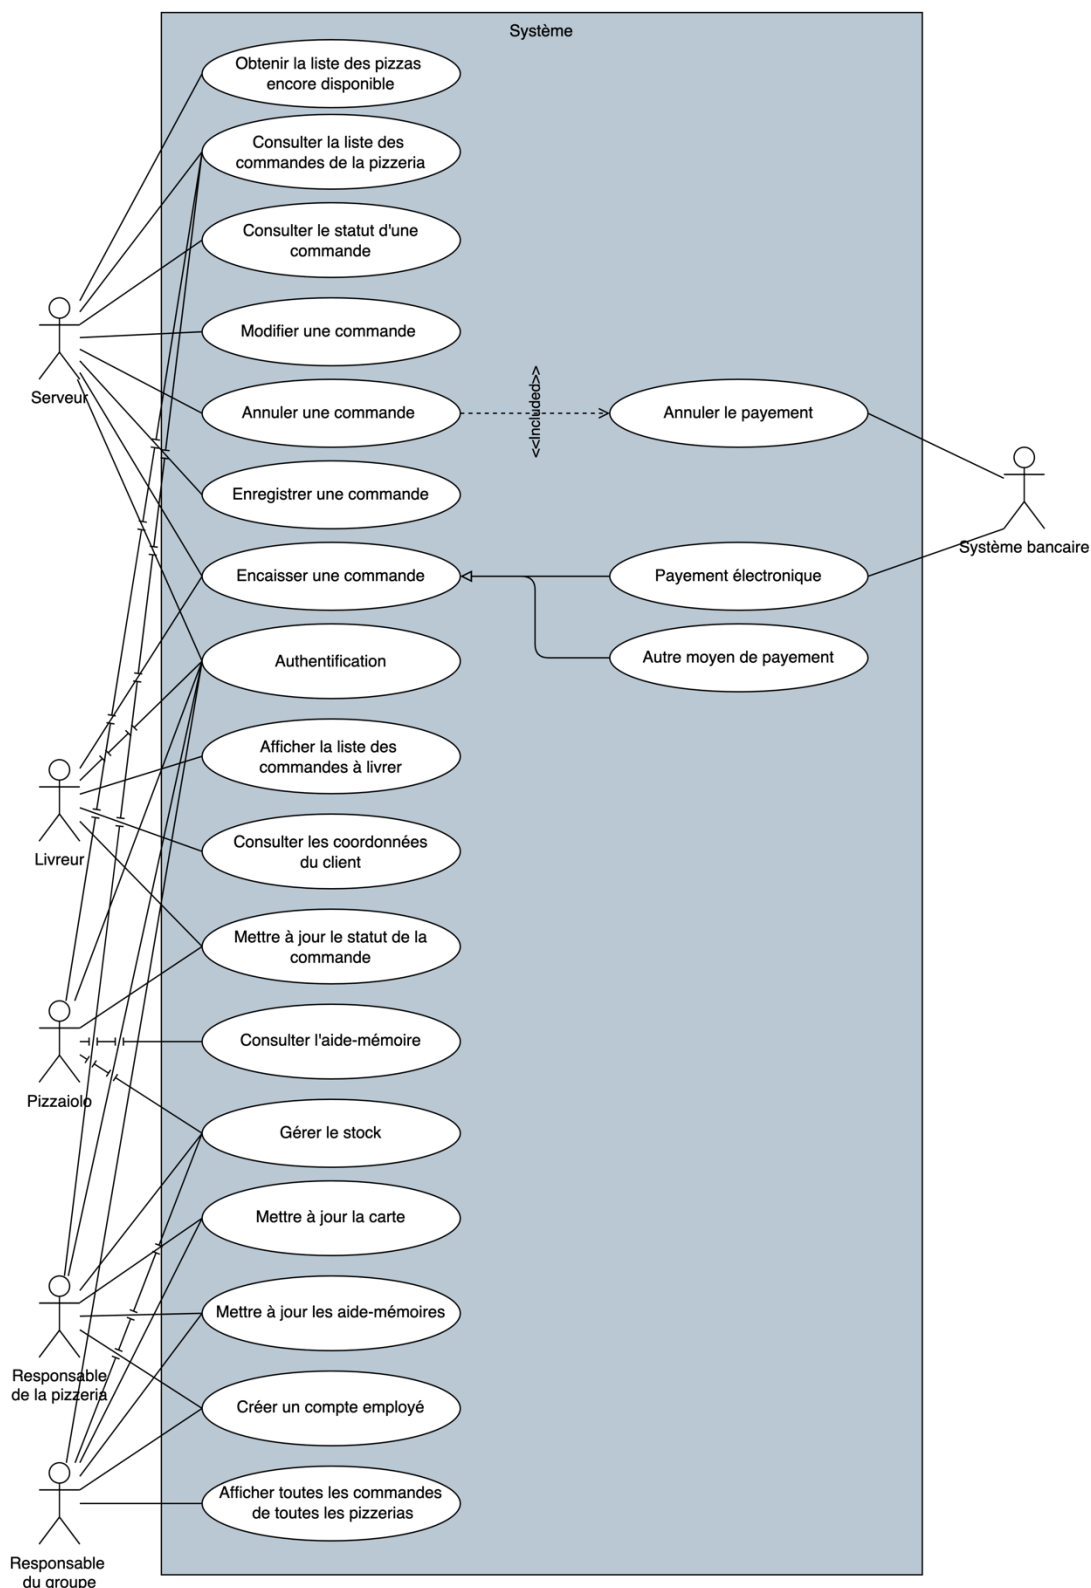 Système
Obtenir la liste des pizzas
encore disponible
Consulter la liste des
commandes de la pizzeria
Consulter le statut d'une
commande
Modifier une commande
Serveur
Annuler une commande
<<Included>>
Annuler le payement
Enregistrer une commande
Système bancaire
Encaisser une commande
Payement électronique
Authentification
Autre moyen de payement
Afficher la liste des
commandes à livrer
Livreur
Consulter les coordonnées
du client
Mettre à jour le statut de la
commande
Consulter l'aide-mémoire
Pizzaiolo
Gérer le stock
Mettre à jour la carte
Mettre à jour les aide-mémoires
Responsable
de la pizzeria
Créer un compte employé
Afficher toutes les commandes
de toutes les pizzerias
Responsable
du groupe